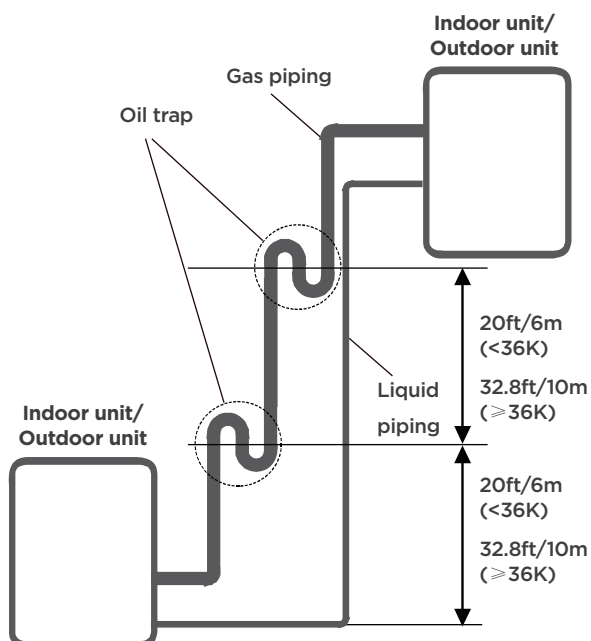 Indoor unit/
Outdoor unit
Gas piping
Oil trap
20ft/6m
(<36K)
32.8ft/10m
(⩾36K)
Liquid
piping
Indoor unit/
Outdoor unit
20ft/6m
(<36K)
32.8ft/10m
(⩾36K)